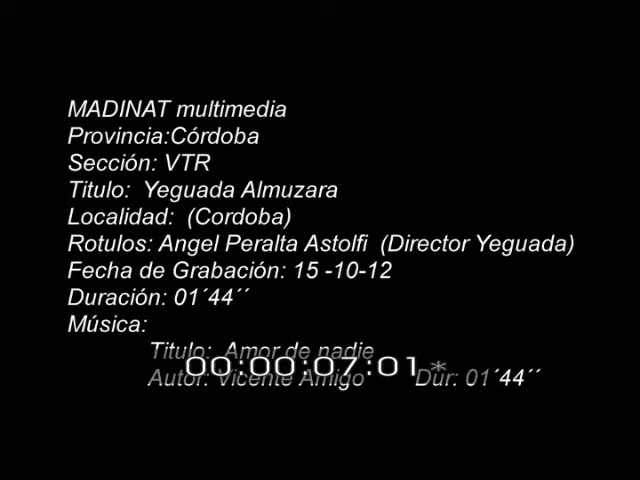 MADINAT multimedia
Provincia:Córdoba
Sección: VTR
Titulo:  Yeguada Almuzara
Localidad:  (Cordoba)
Rotulos: Angel Peralta Astolfi  (Director Yeguada)
Fecha de Grabación: 15 -10-12
Duración: 01´44´´
Música:
Titulo:  Amor de nadie
00:00:07:01*
Autor: Vicente Amigo        Dur: 01´44´´